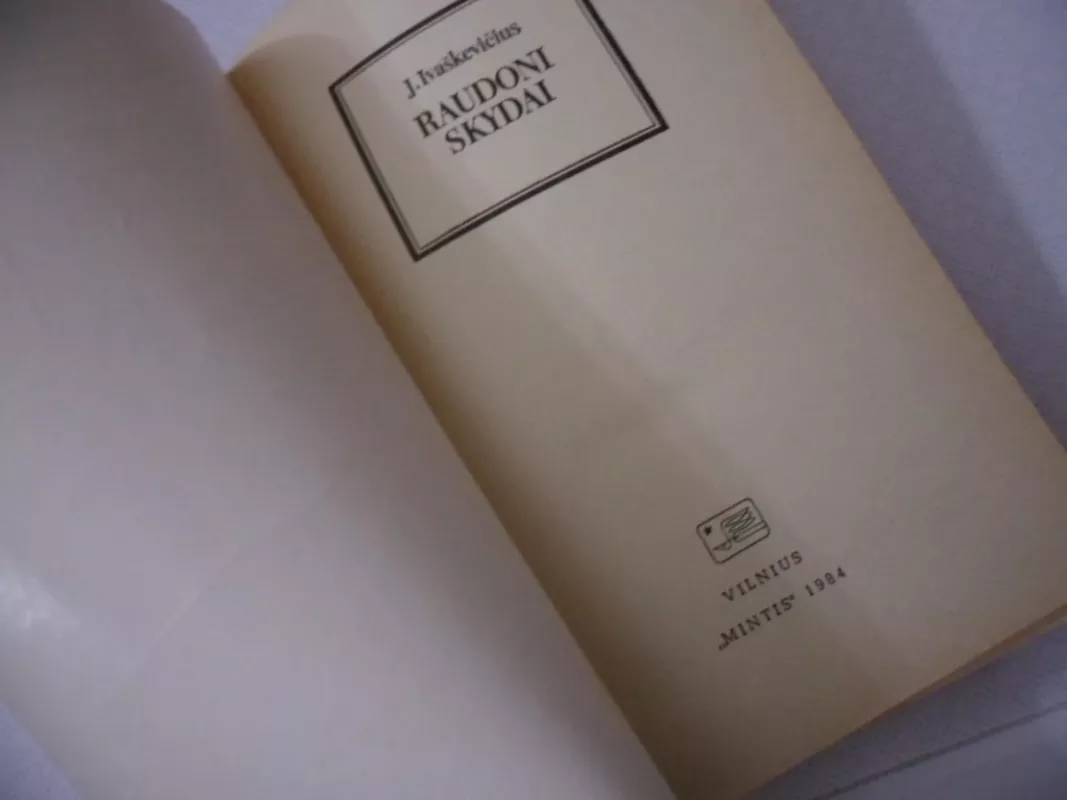 J. Ivaškevičius
RAUDONI
SKYDAI
VILNIUS
„MINTIS“ 1984